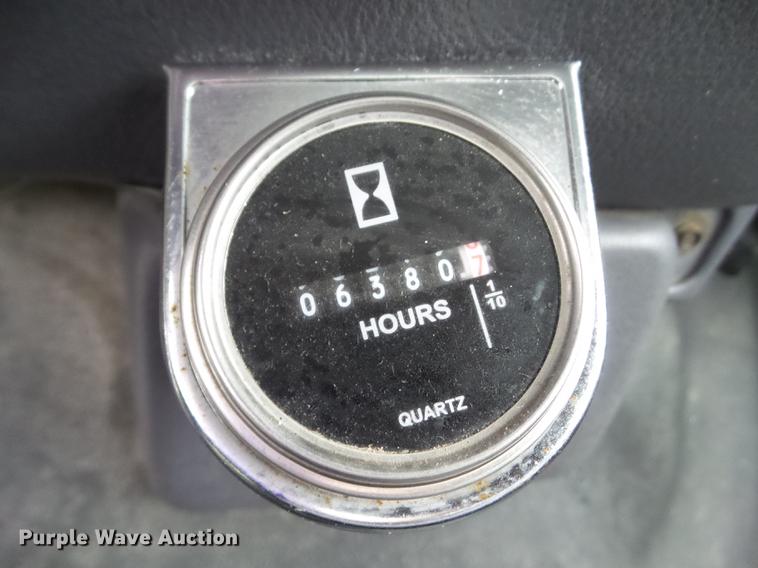 063807
HOURS
1/10
QUARTZ
Purple Wave Auction